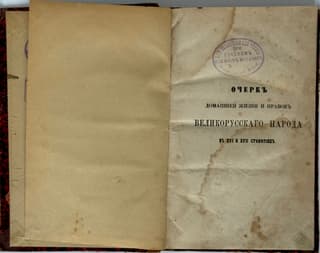 ОЧЕРКЪ
ДОМАШНЕЙ ЖИЗНИ И НРАВОВЪ
ВЕЛИКОРУССКАГО НАРОДА
ВЪ XVI И XVII СТОЛѢТІЯХЪ